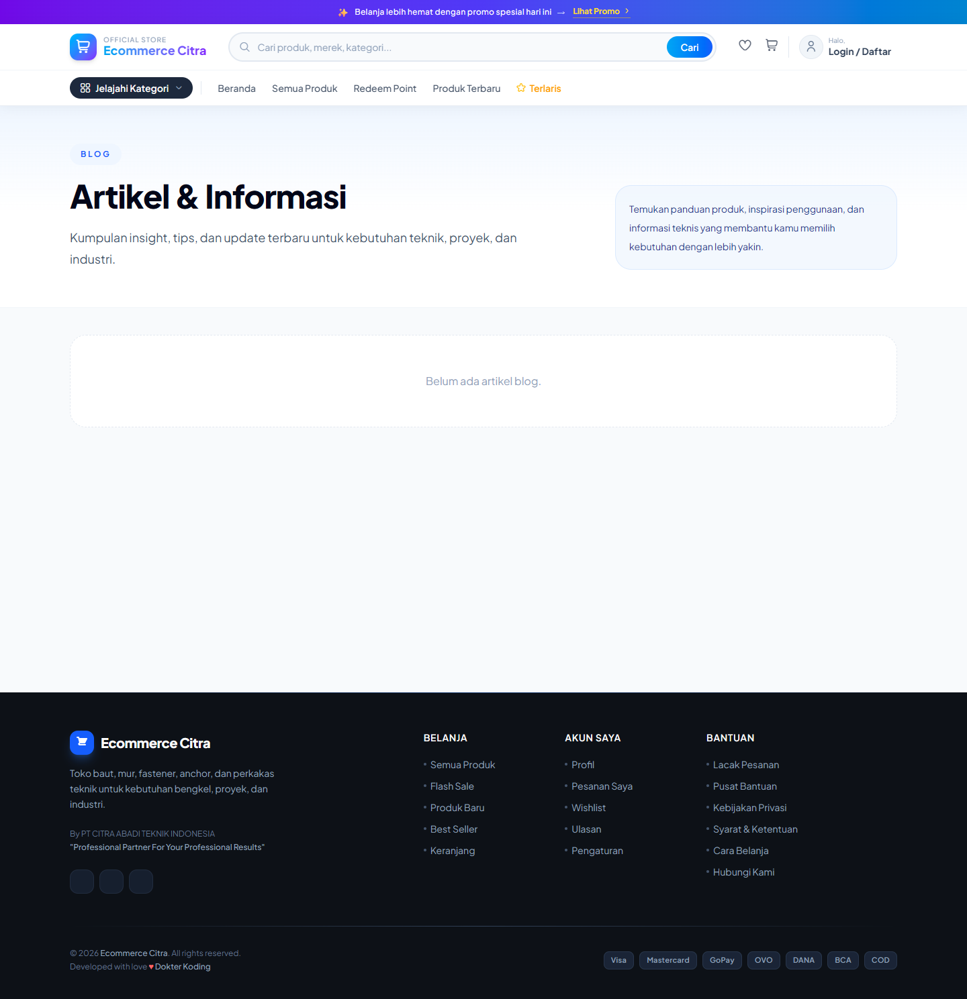 ✨ Belanja lebih hemat dengan promo spesial hari ini → Lihat Promo
OFFICIAL STORE
Ecommerce Citra
Cari produk, merek, kategori...
Cari
Halo,
Login / Daftar
Jelajahi Kategori
Beranda
Semua Produk
Redeem Point
Produk Terbaru
Terlaris
BLOG
Artikel & Informasi
Kumpulan insight, tips, dan update terbaru untuk kebutuhan teknik, proyek, dan
industri.
Temukan panduan produk, inspirasi penggunaan, dan
informasi teknis yang membantu kamu memilih
kebutuhan dengan lebih yakin.
Belum ada artikel blog.
Ecommerce Citra
Toko baut, mur, fastener, anchor, dan perkakas
teknik untuk kebutuhan bengkel, proyek, dan
industri.
By PT CITRA ABADI TEKNIK INDONESIA
"Professional Partner For Your Professional Results"
BELANJA
Semua Produk
Flash Sale
Produk Baru
Best Seller
Keranjang
AKUN SAYA
Profil
Pesanan Saya
Wishlist
Ulasan
Pengaturan
BANTUAN
Lacak Pesanan
Pusat Bantuan
Kebijakan Privasi
Syarat & Ketentuan
Cara Belanja
Hubungi Kami
© 2026 Ecommerce Citra. All rights reserved.
Developed with love ♥ Dokter Koding
Visa
Mastercard
GoPay
OVO
DANA
BCA
COD